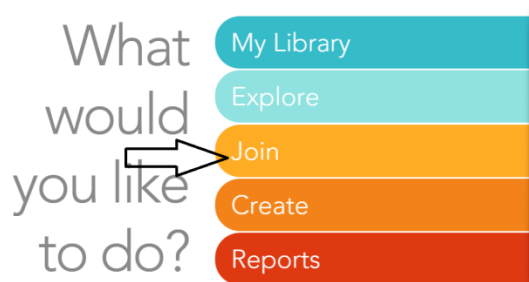 What
would
you like
to do?
My Library
Explore
Join
Create
Reports